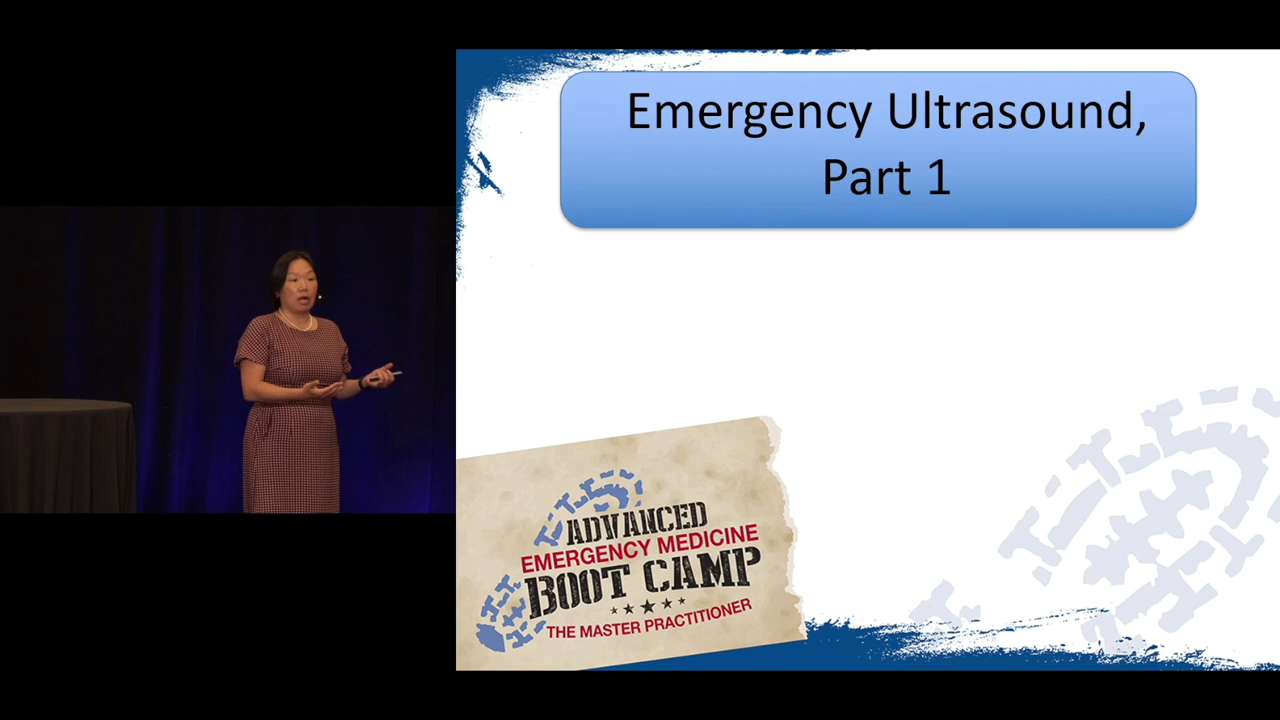 Emergency Ultrasound,
Part 1
ADVANCED
EMERGENCY MEDICINE
BOOT CAMP
THE MASTER PRACTITIONER